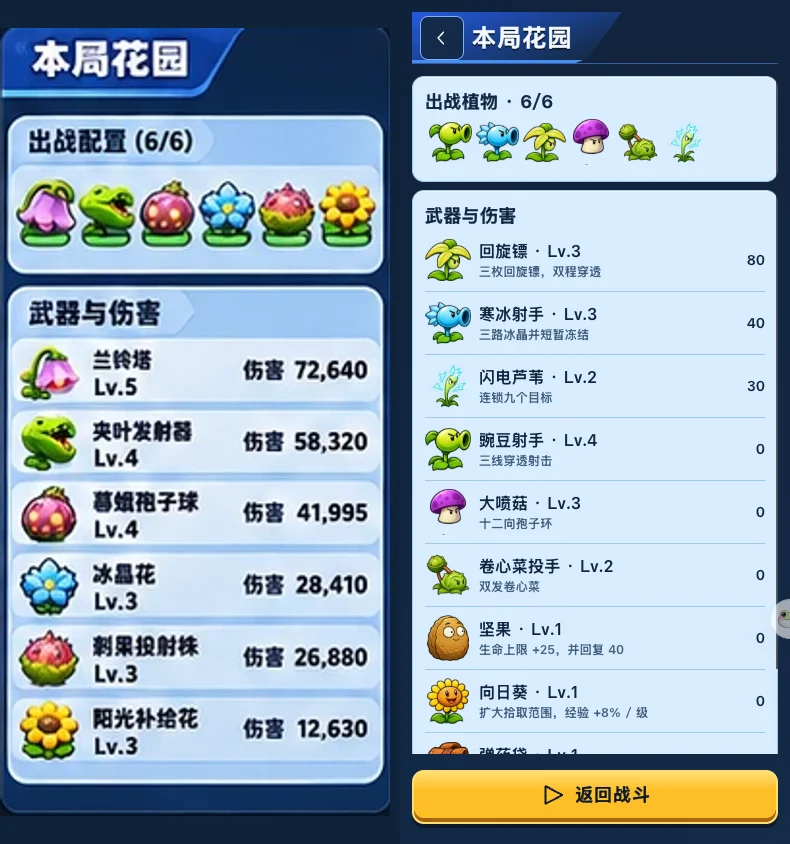 本局花园
出战配置 (6/6)
武器与伤害
兰铃塔
Lv.5
伤害 72,640
夹叶发射器
Lv.4
伤害 58,320
暮蛾孢子球
Lv.4
伤害 41,995
冰晶花
Lv.3
伤害 28,410
刺果投射株
Lv.3
伤害 26,880
阳光补给花
Lv.3
伤害 12,630
本局花园
出战植物 · 6/6
武器与伤害
回旋镖 · Lv.3
三枚回旋镖，双程穿透
80
寒冰射手 · Lv.3
三路冰晶并短暂冻结
40
闪电芦苇 · Lv.2
连锁九个目标
30
豌豆射手 · Lv.4
三线穿透射击
0
大喷菇 · Lv.3
十二向孢子环
0
卷心菜投手 · Lv.2
双发卷心菜
0
坚果 · Lv.1
生命上限 +25，并回复 40
0
向日葵 · Lv.1
扩大拾取范围，经验 +8% / 级
0
返回战斗